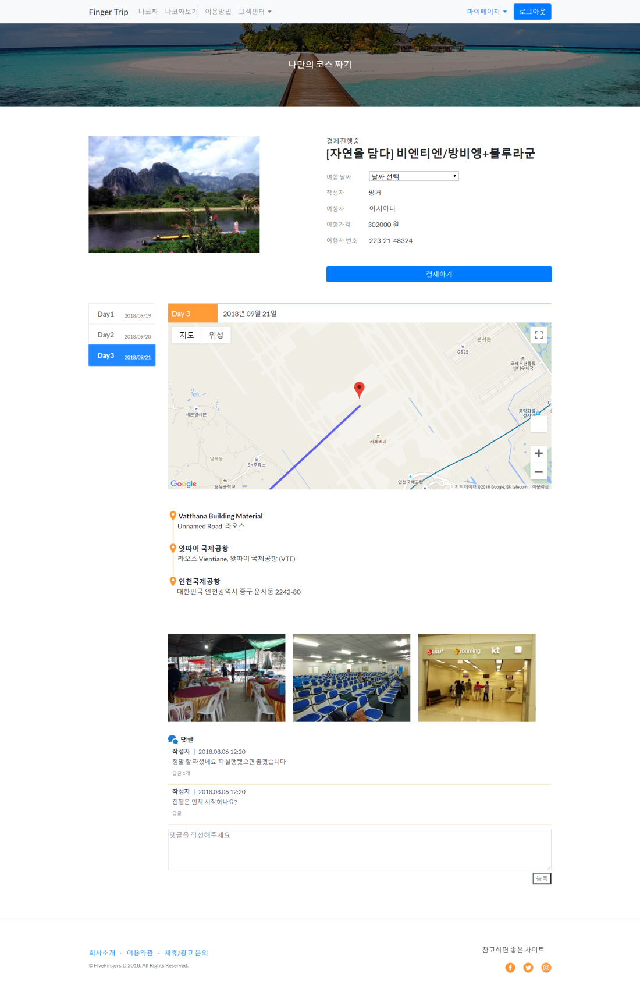 Finger Trip 나코짜 나코짜보기 이용방법 고객센터 마이페이지 로그아웃
나만의 코스 짜기
결제진행중
[자연을 담다] 비엔티엔/방비엥+블루라군
여행 날짜 날짜 선택
작성자 핑거
여행사 아시아나
여행가격 302000 원
여행사 번호 223-21-48324
결제하기
Day1 2018/09/19
Day2 2018/09/20
Day3 2018/09/21
Day 3 2018년 09월 21일
지도 위성
운서동
GS25
국제우편물류
센터우체국
세븐일레븐
공항화물
청사역
카페베네
남북동
SK주유소
용유중학교
인천국제공항
Google
지도 데이터 ©2018 Google, SK telecom 이용약관
Vatthana Building Material
Unnamed Road, 라오스
왓따이 국제공항
라오스 Vientiane, 왓따이 국제공항 (VTE)
인천국제공항
대한민국 인천광역시 중구 운서동 2242-80
LGU+ roaming kt
댓글
작성자 | 2018.08.06 12:20
정말 잘 짜셨네요 꼭 실행됐으면 좋겠습니다
답글 1개
작성자 | 2018.08.06 12:20
진행은 언제 시작하나요?
답글
댓글을 작성해주세요
등록
회사소개 · 이용약관 · 제휴/광고 문의
© FIveFingers:D 2018. All Rights Reserved.
참고하면 좋은 사이트